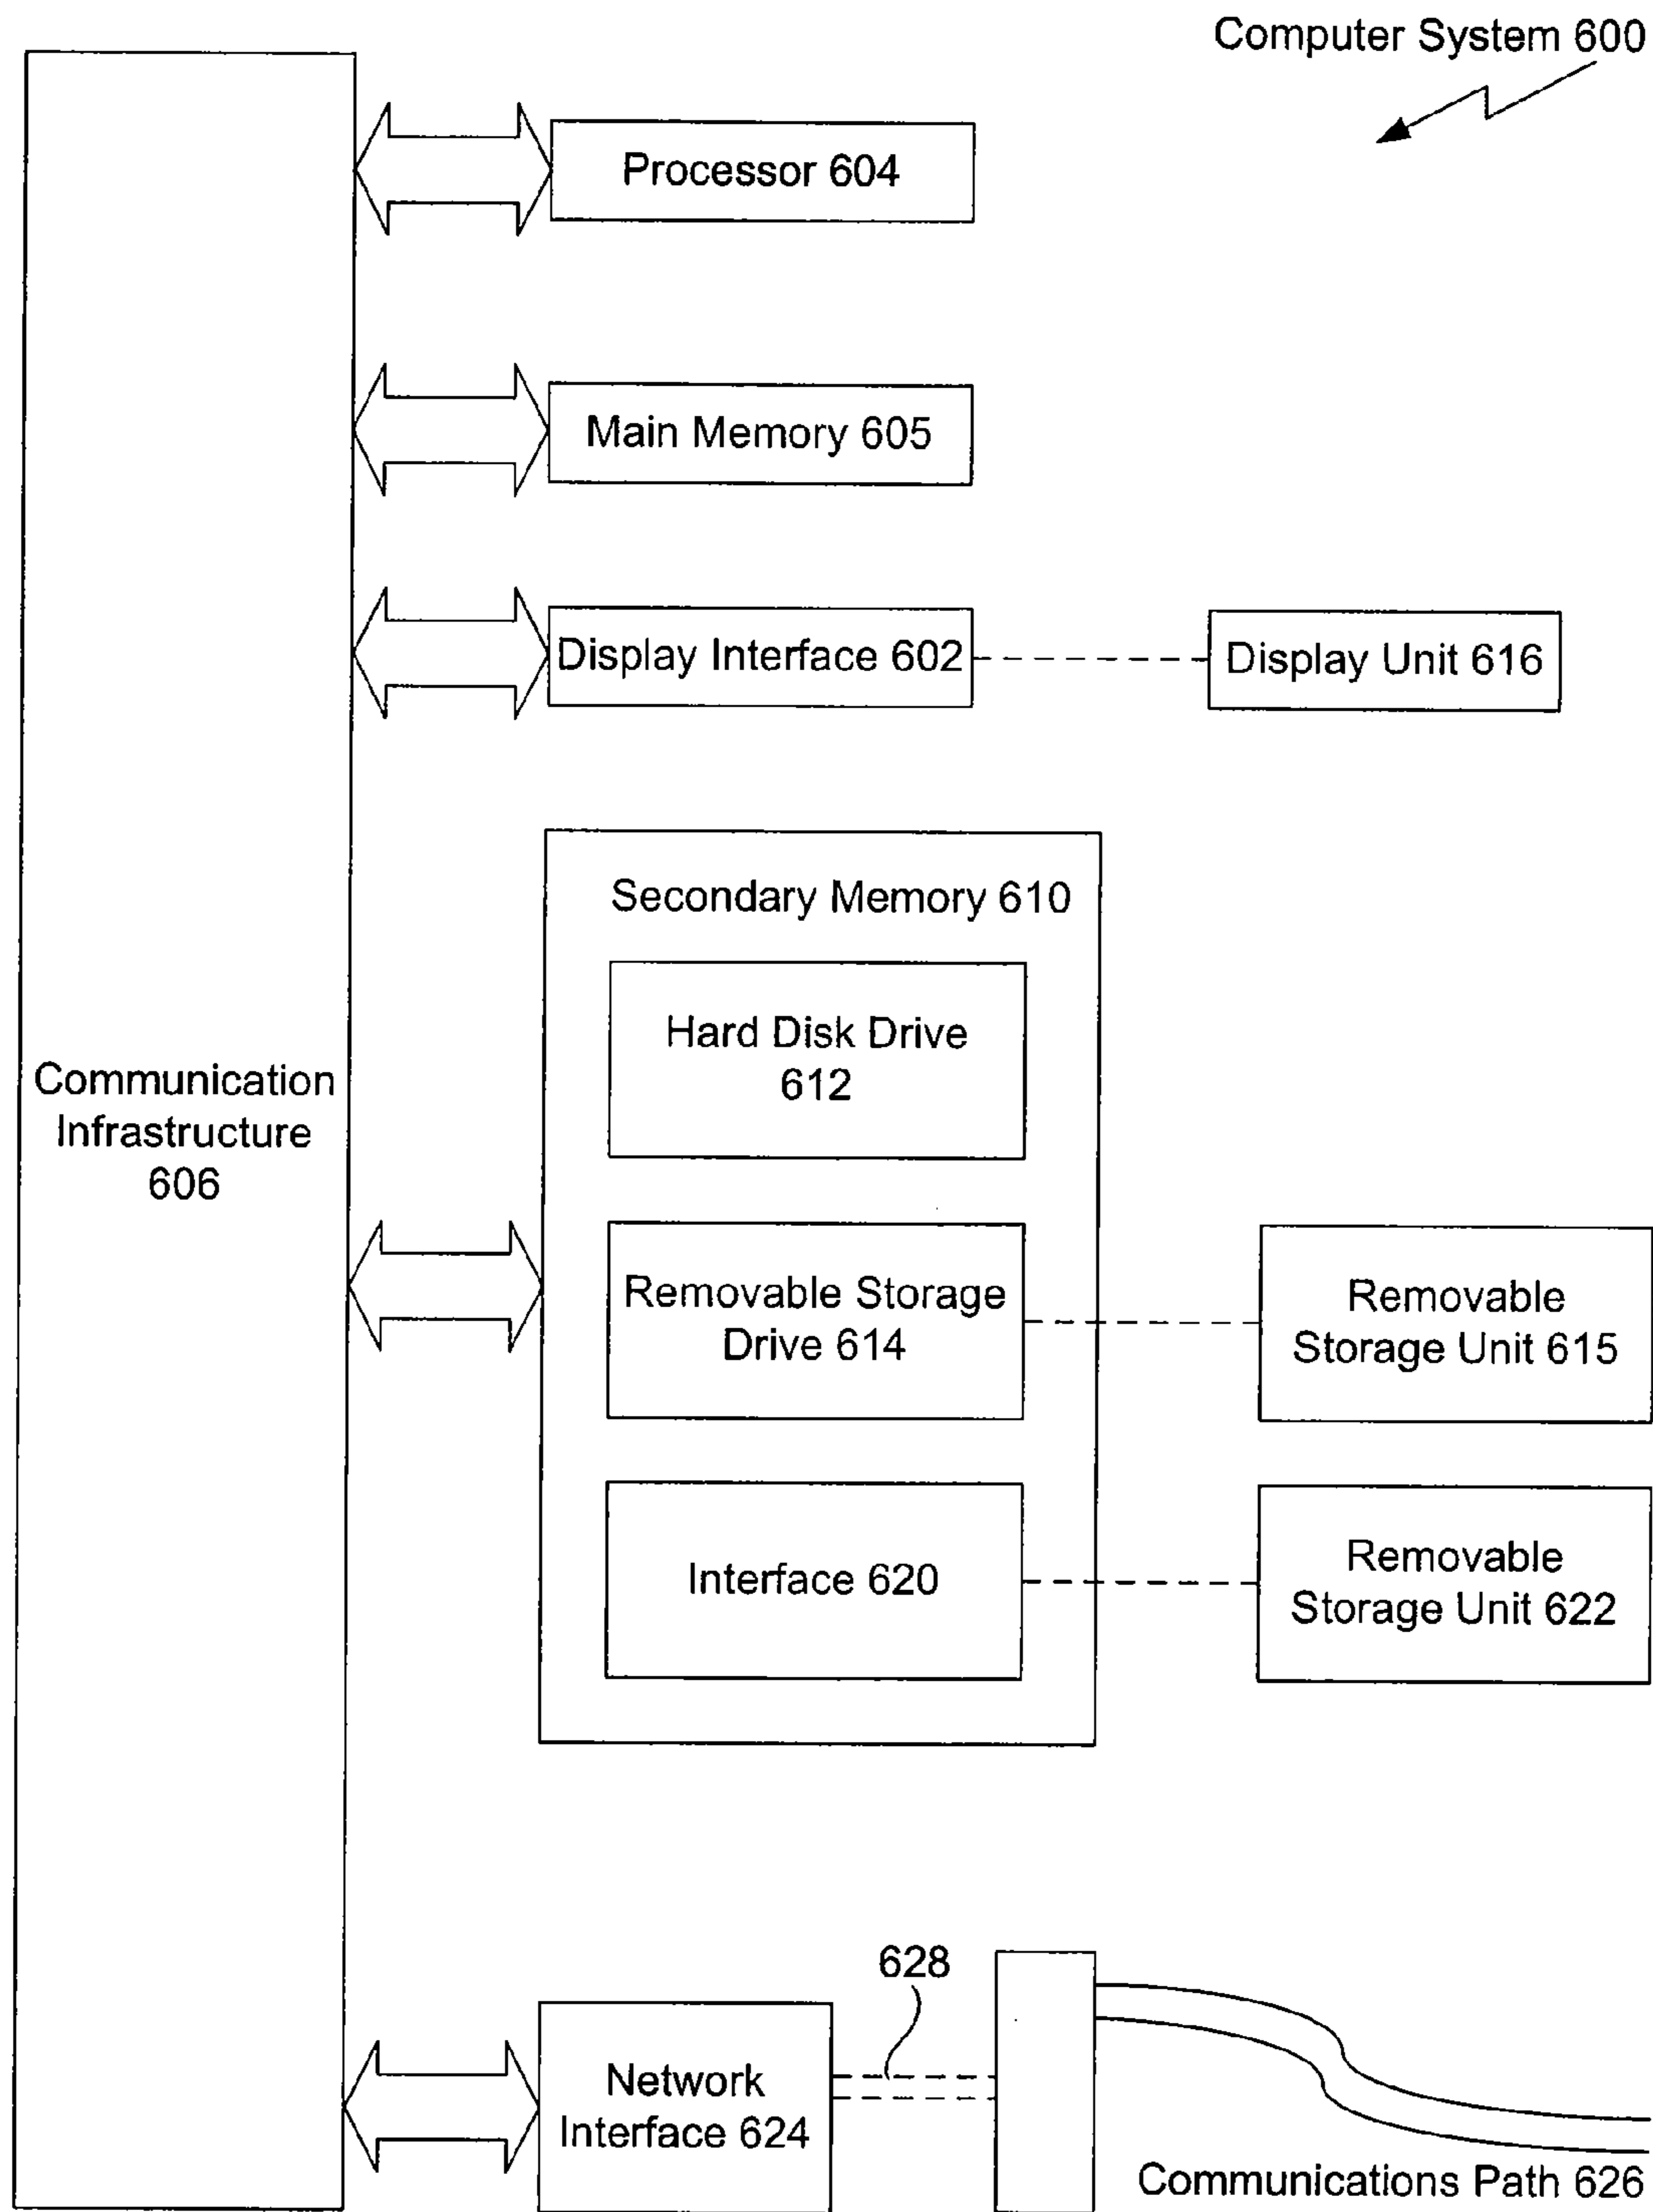 Computer System 600
Processor 604
Main Memory 605
Display Interface 602
Display Unit 616
Secondary Memory 610
Hard Disk Drive
612
Communication
Infrastructure
606
Removable Storage
Drive 614
Removable
Storage Unit 615
Interface 620
Removable
Storage Unit 622
628
Network
Interface 624
Communications Path 626